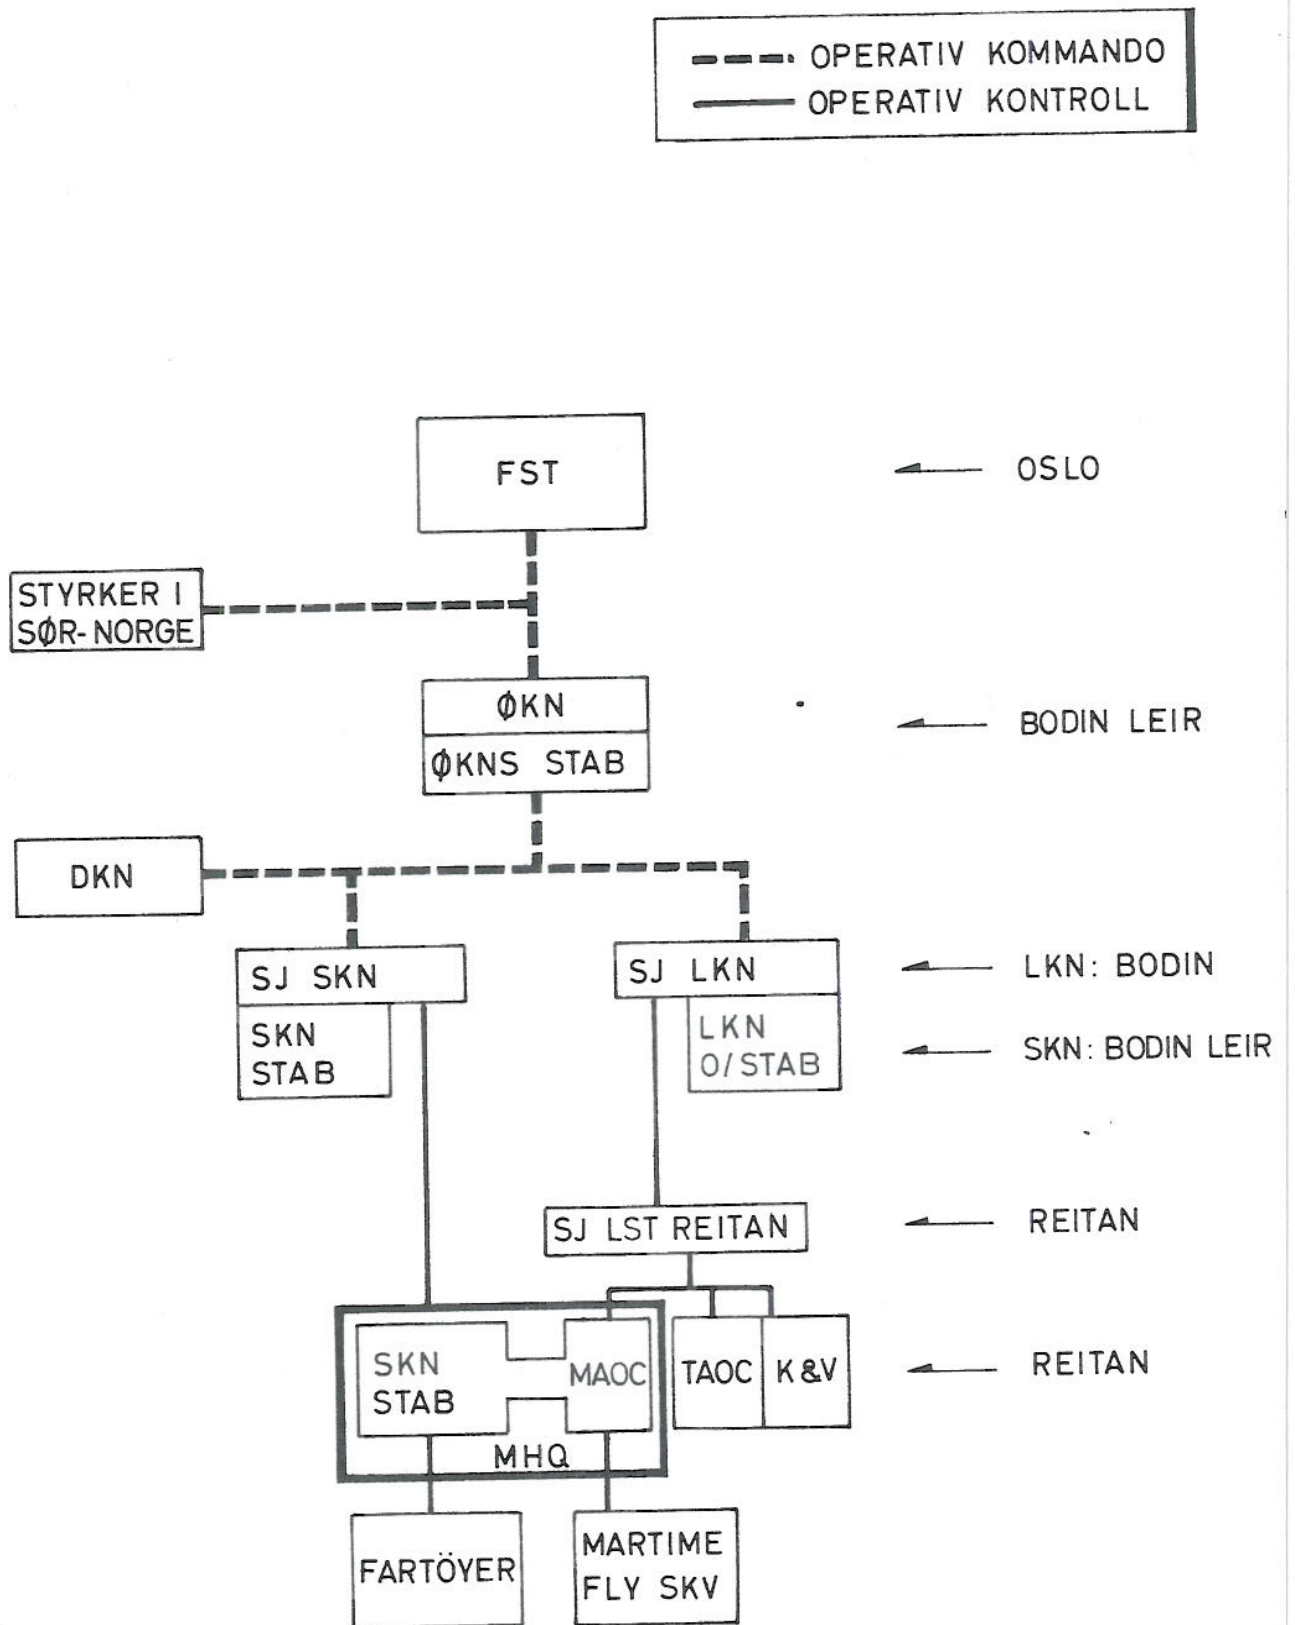 OPERATIV KOMMANDO
OPERATIV KONTROLL
FST
OSLO
STYRKER I
SØR-NORGE
ØKN
ØKNS STAB
BODIN LEIR
DKN
SJ SKN
SKN
STAB
SJ LKN
LKN
O/STAB
LKN: BODIN
SKN: BODIN LEIR
SJ LST REITAN
REITAN
SKN
STAB
MAOC
MHQ
TAOC
K &V
REITAN
FARTÖYER
MARTIME
FLY SKV